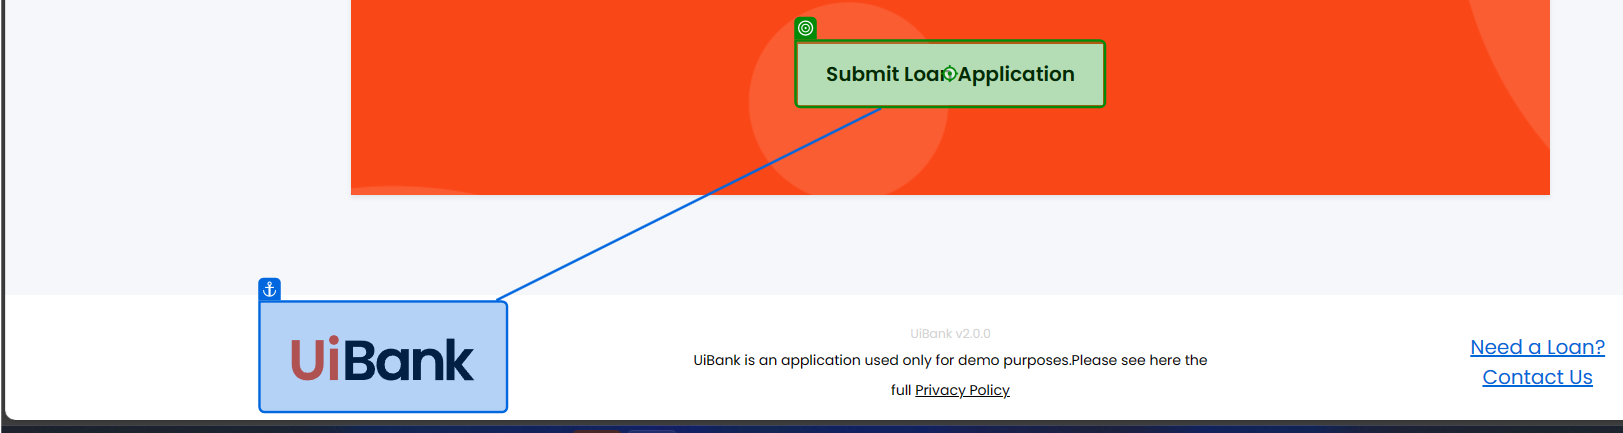 Submit Loan Application
UiBank
UiBank v2.0.0
UiBank is an application used only for demo purposes.Please see here the
full Privacy Policy
Need a Loan?
Contact Us